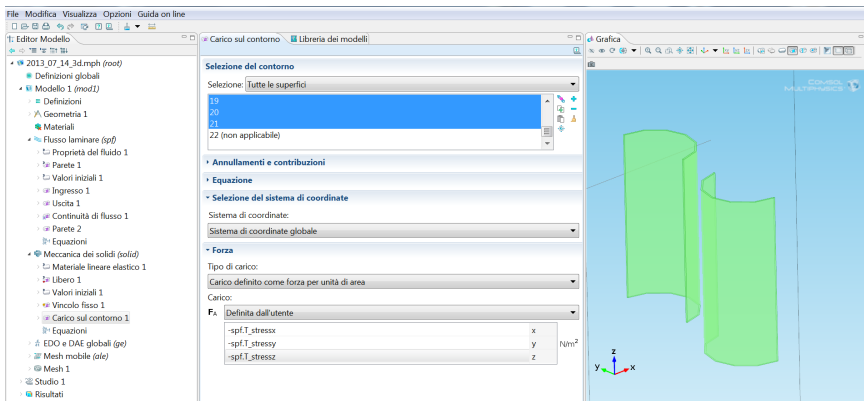 File Modifica Visualizza Opzioni Guida on line
Editor Modello
2013_07_14_3d.mph (root)
Definizioni globali
Modello 1 (mod1)
Definizioni
Geometria 1
Materiali
Flusso laminare (spf)
Proprietà del fluido 1
Parete 1
Valori iniziali 1
Ingresso 1
Uscita 1
Continuità di flusso 1
Parete 2
Equazioni
Meccanica dei solidi (solid)
Materiale lineare elastico 1
Libero 1
Valori iniziali 1
Vincolo fisso 1
Carico sul contorno 1
Equazioni
EDO e DAE globali (ge)
Mesh mobile (ale)
Mesh 1
Studio 1
Risultati
Carico sul contorno Libreria dei modelli
Selezione del contorno
Selezione: Tutte le superfici
19
20
21
22 (non applicabile)
Annullamenti e contribuzioni
Equazione
Selezione del sistema di coordinate
Sistema di coordinate:
Sistema di coordinate globale
Forza
Tipo di carico:
Carico definito come forza per unità di area
Carico:
FA Definita dall'utente
-spf.T_stressx x
-spf.T_stressy y N/m²
-spf.T_stressz z
Grafica
COMSOL
MULTIPHYSICS
z
y x